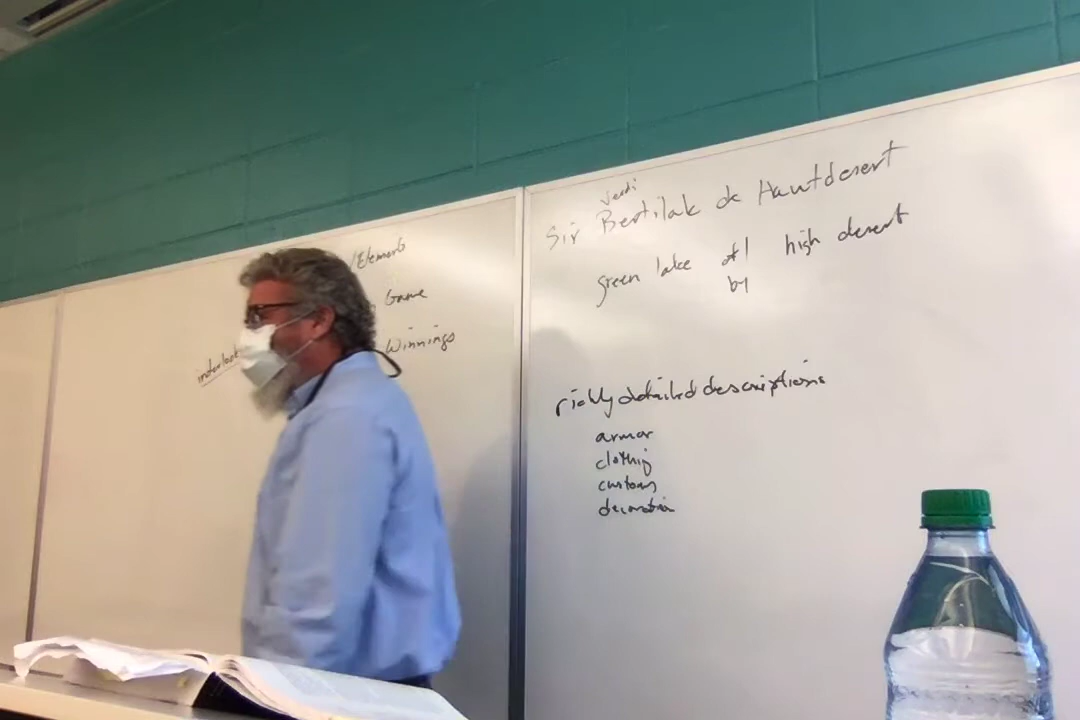 Elements
Game
Winnings
interlock
Verdi
Sir Bertilak de Hautdesert
green lake of/ high desert
by
richly detailed descriptions
armor
clothing
customs
decoration